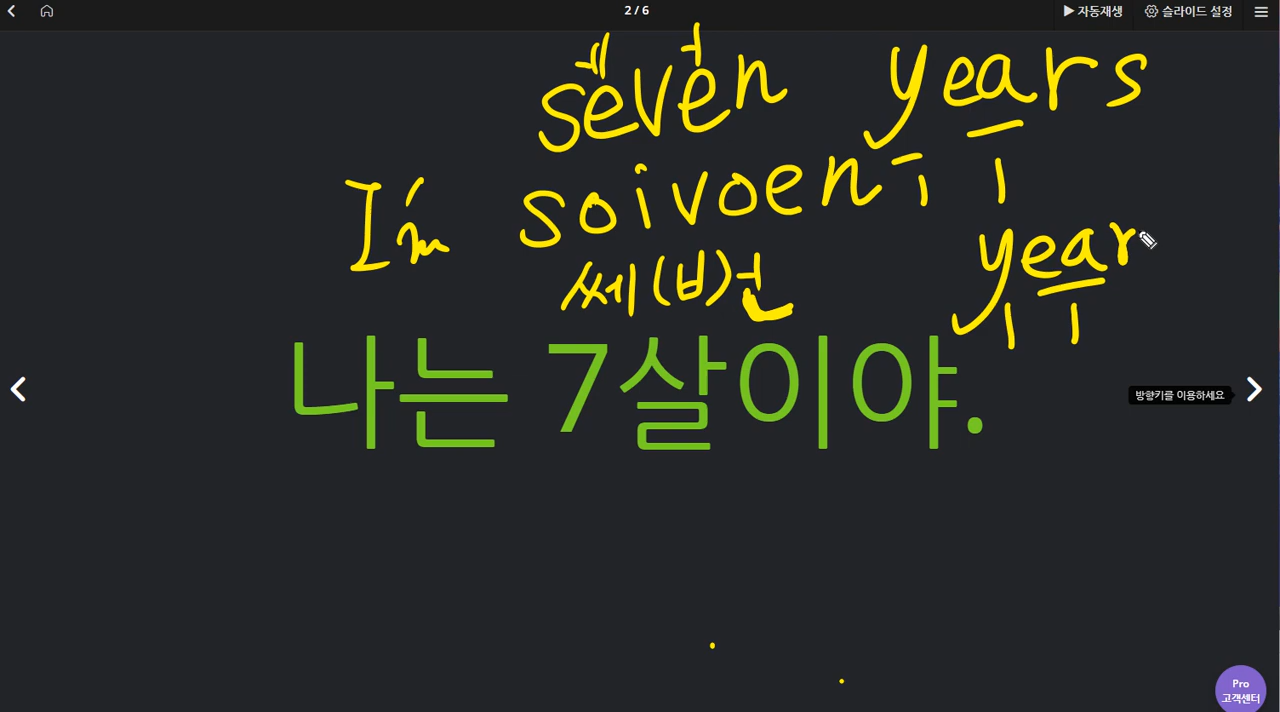 2 / 6
자동재생
슬라이드 설정
seven years
ㅔ ㅓ
I'm soivoen
ㅣ ㅣ
year
ㅣ ㅣ
쎄(ㅂ)ㅓㄴ
나는 7살이야.
방향키를 이용하세요
Pro
고객센터